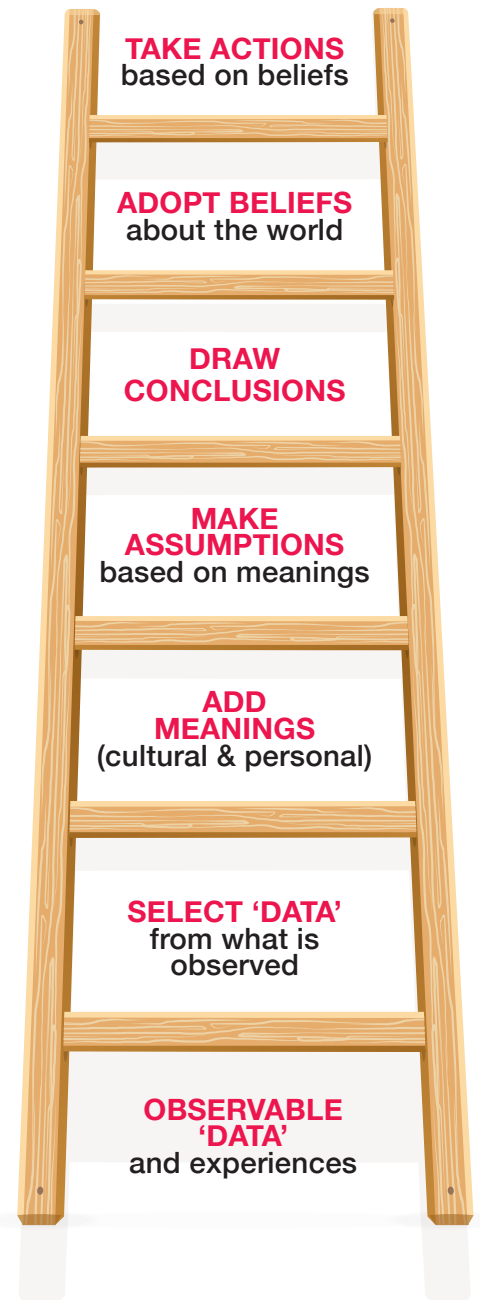 TAKE ACTIONS
based on beliefs
ADOPT BELIEFS
about the world
DRAW
CONCLUSIONS
MAKE
ASSUMPTIONS
based on meanings
ADD
MEANINGS
(cultural & personal)
SELECT ‘DATA’
from what is
observed
OBSERVABLE
‘DATA’
and experiences